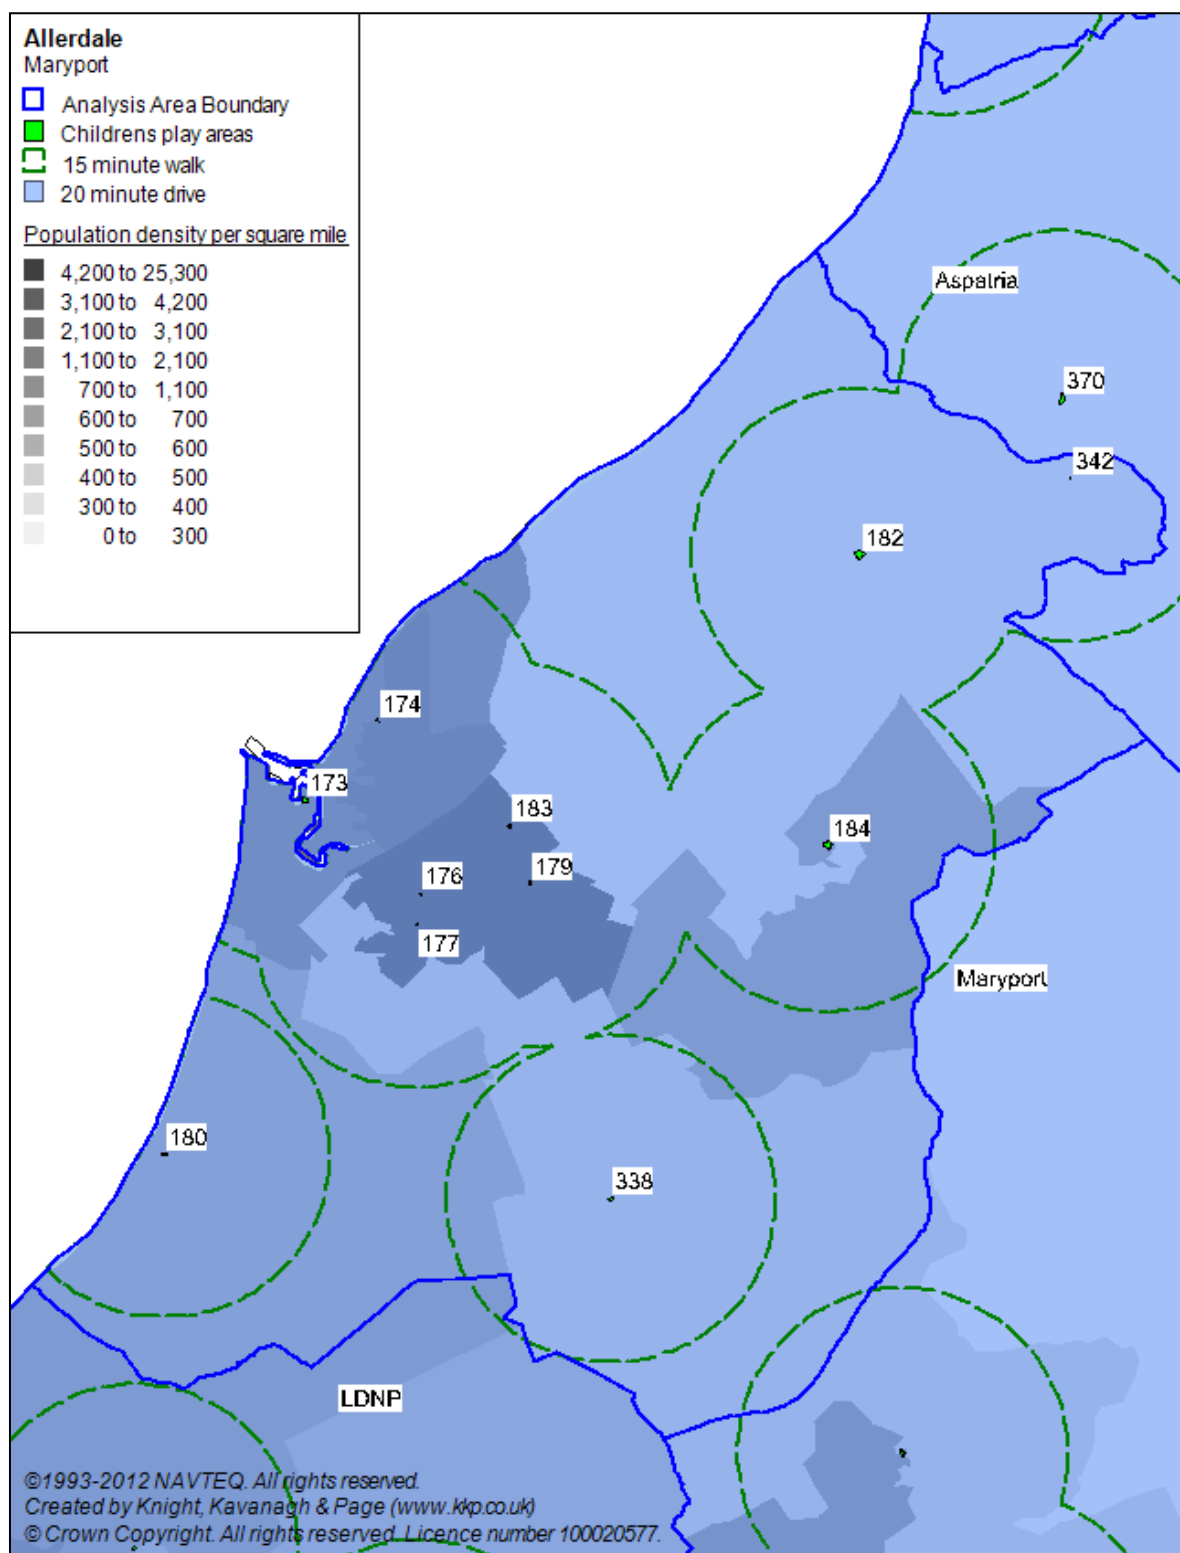 Allerdale
Maryport
Analysis Area Boundary
Childrens play areas
15 minute walk
20 minute drive
Population density per square mile
4,200 to 25,300
3,100 to 4,200
2,100 to 3,100
1,100 to 2,100
700 to 1,100
600 to 700
500 to 600
400 to 500
300 to 400
0 to 300
Aspatria
370
342
182
174
173
183
184
179
176
177
Maryport
180
338
LDNP
©1993-2012 NAVTEQ. All rights reserved.
Created by Knight, Kavanagh & Page (www.kkp.co.uk)
© Crown Copyright. All rights reserved. Licence number 100020577.